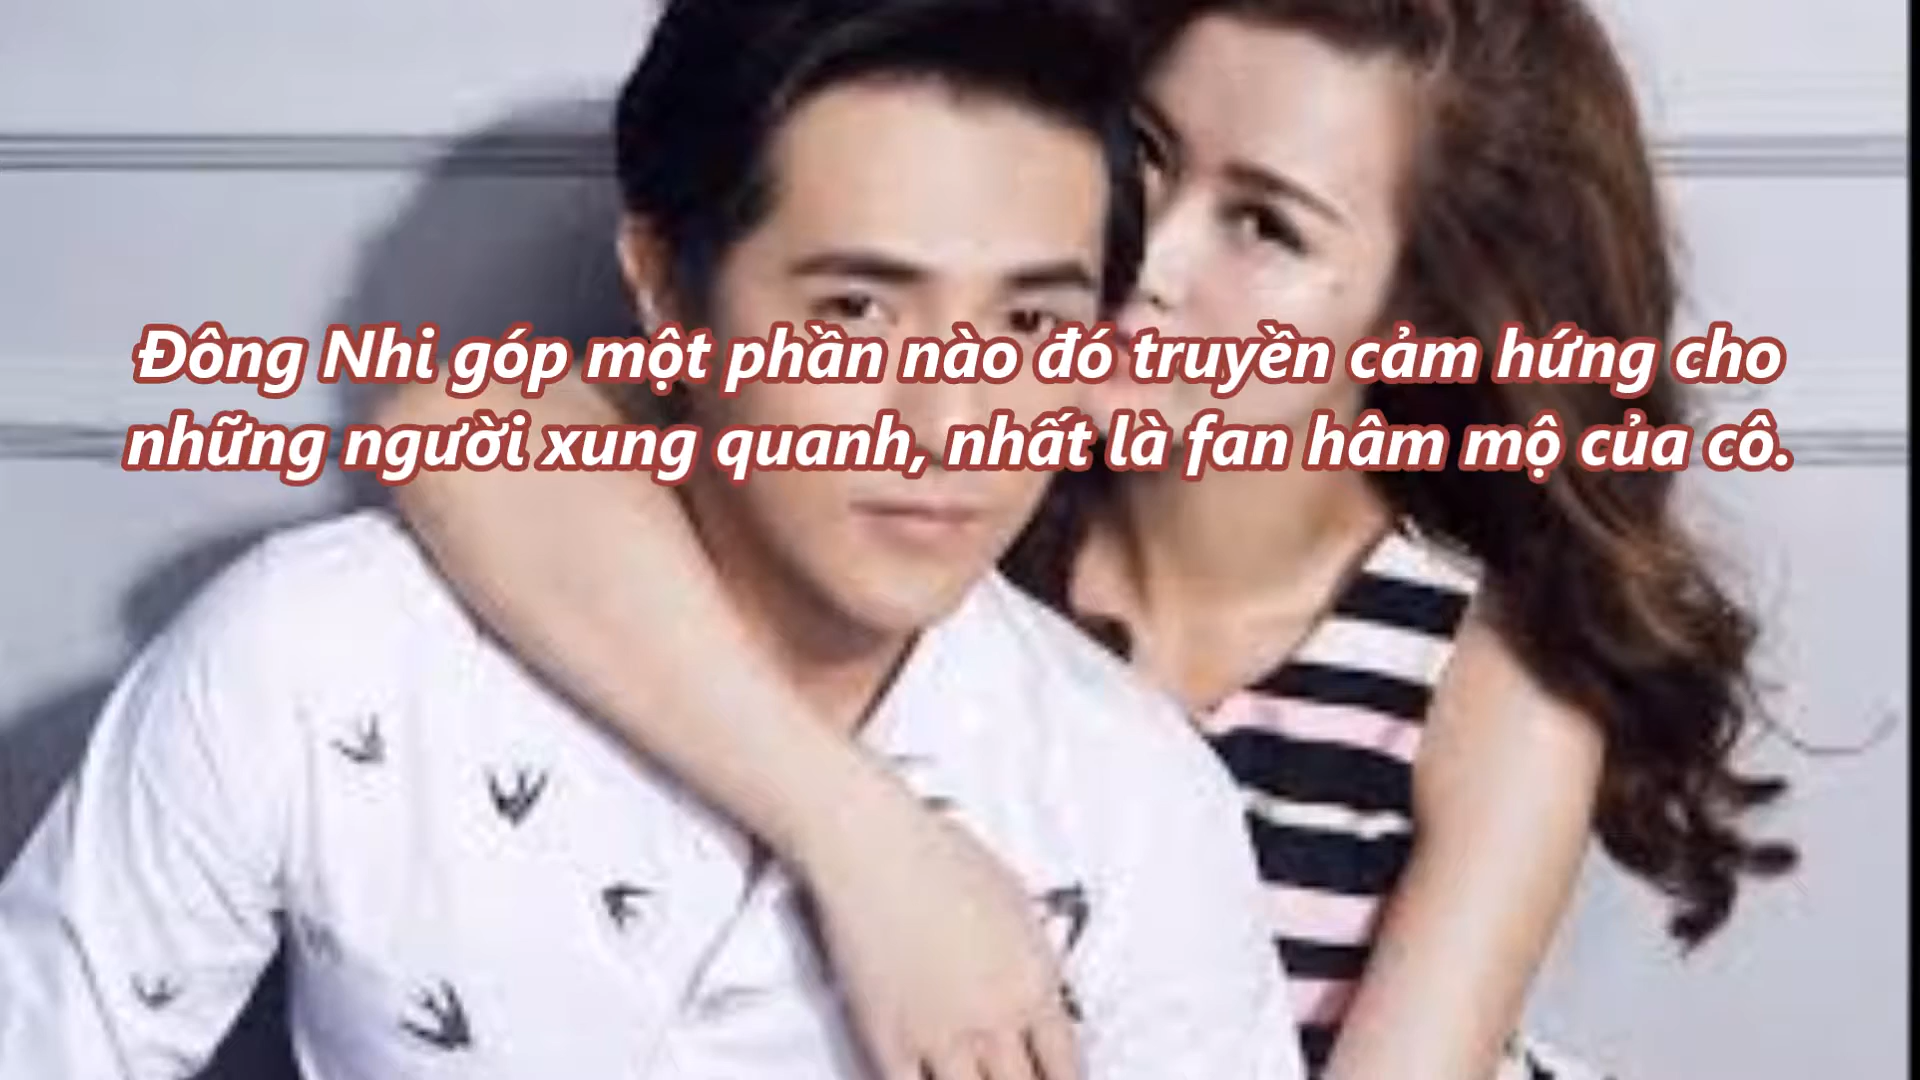 Đông Nhi góp một phần nào đó truyền cảm hứng cho
những người xung quanh, nhất là fan hâm mộ của cô.